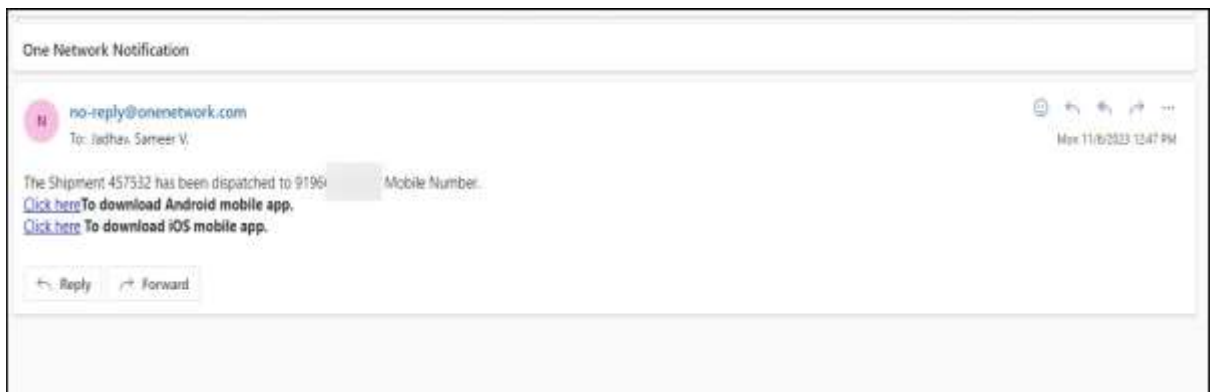 One Network Notification
N
no-reply@onenetwork.com
To: Jadhav, Sameer V.
Mon 11/6/2023 12:47 PM
The Shipment 457532 has been dispatched to 9196 Mobile Number.
Click hereTo download Android mobile app.
Click here To download iOS mobile app.
Reply Forward